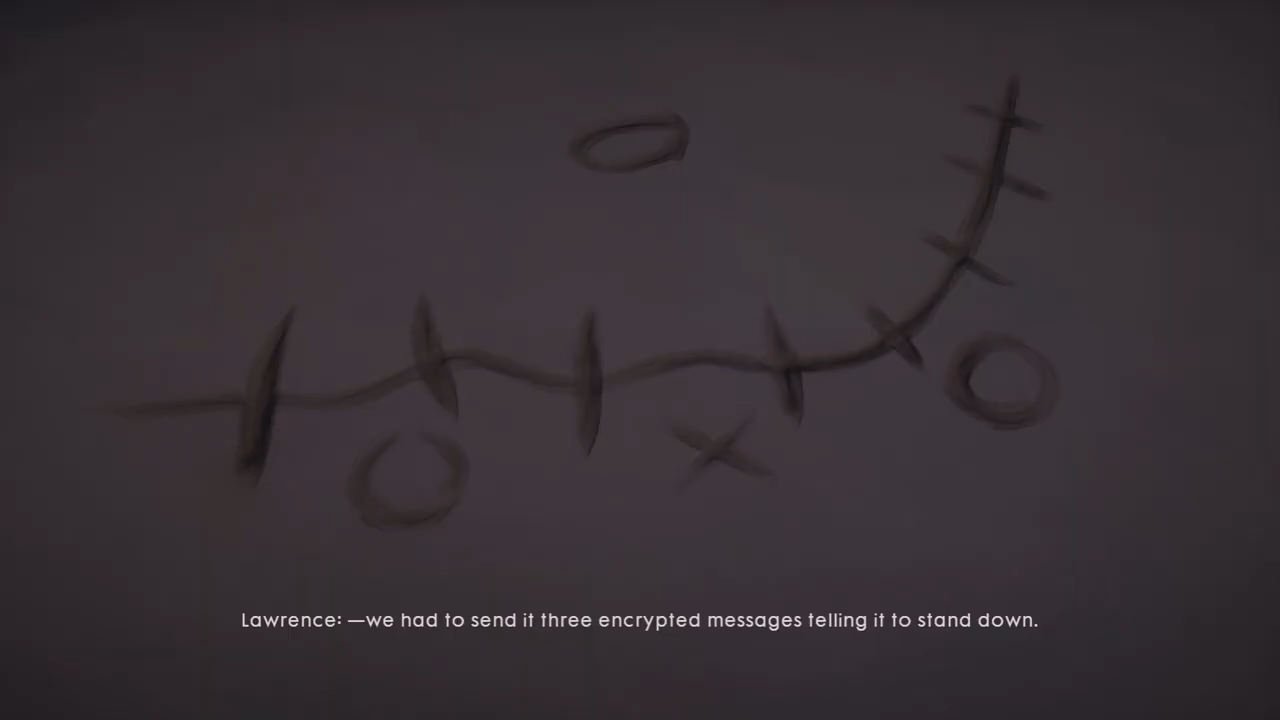 Lawrence: —we had to send it three encrypted messages telling it to stand down.